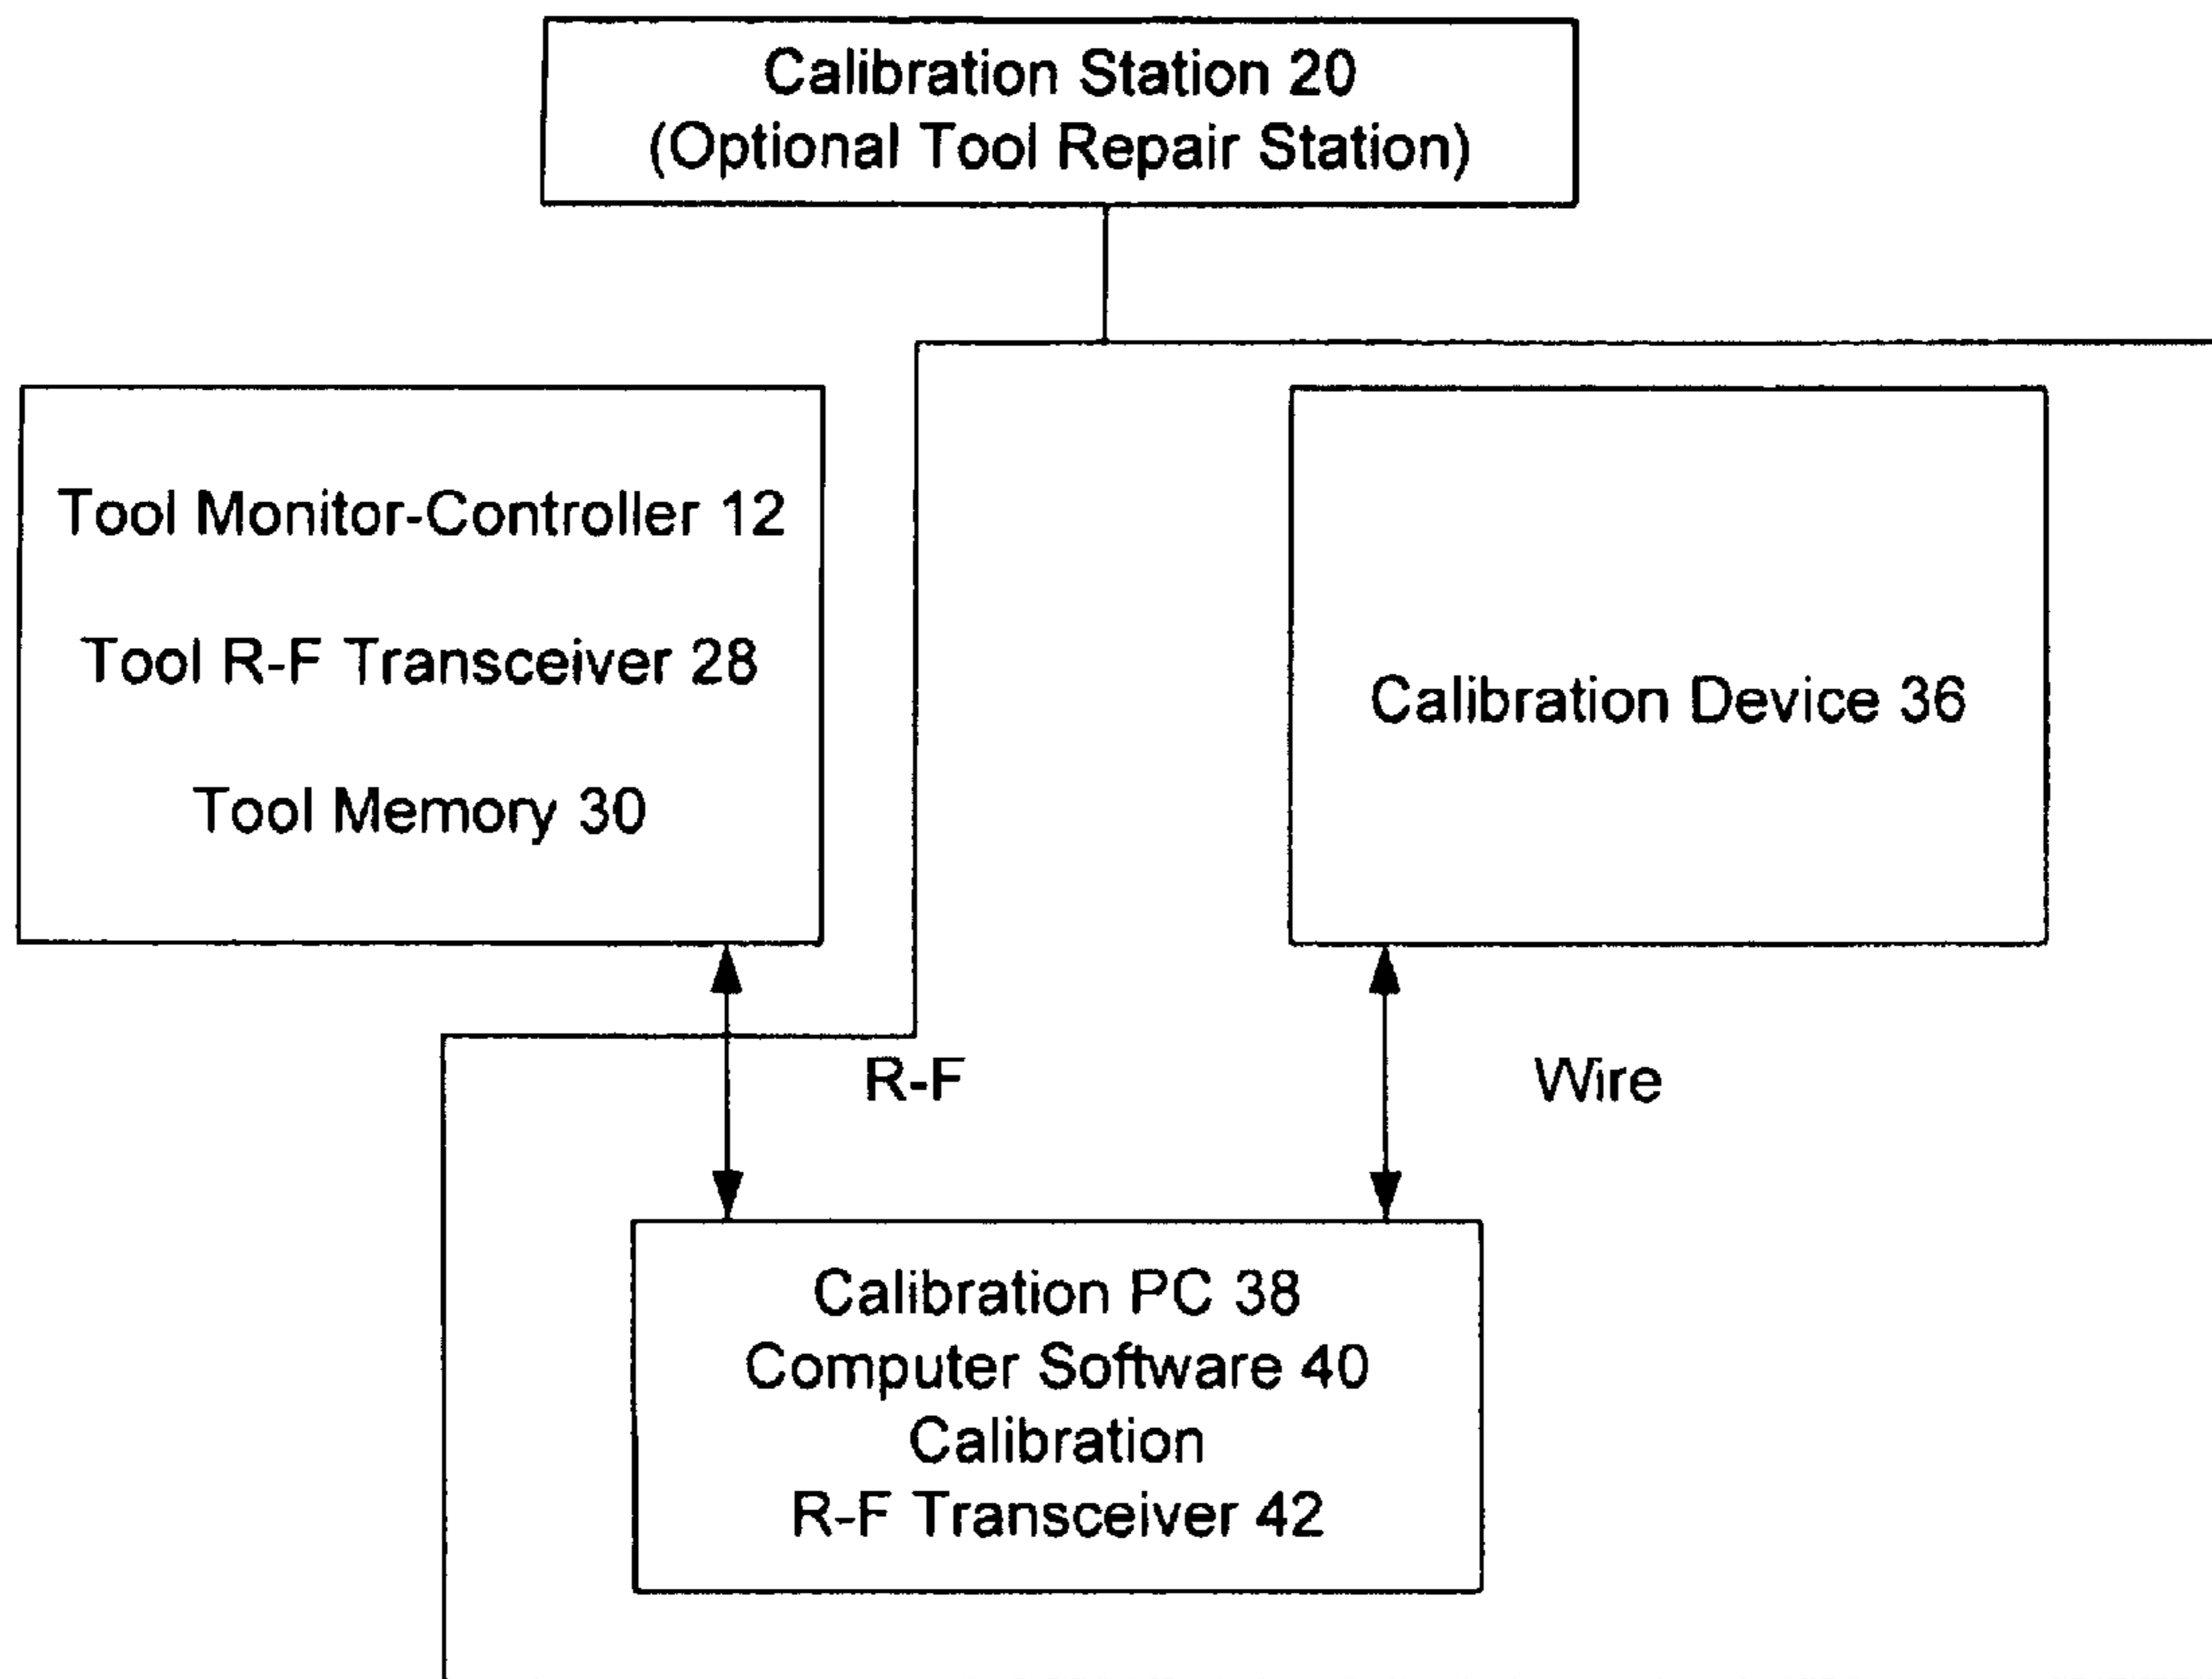 Calibration Station 20
(Optional Tool Repair Station)
Tool Monitor-Controller 12
Tool R-F Transceiver 28
Tool Memory 30
Calibration Device 36
R-F
Wire
Calibration PC 38
Computer Software 40
Calibration
R-F Transceiver 42